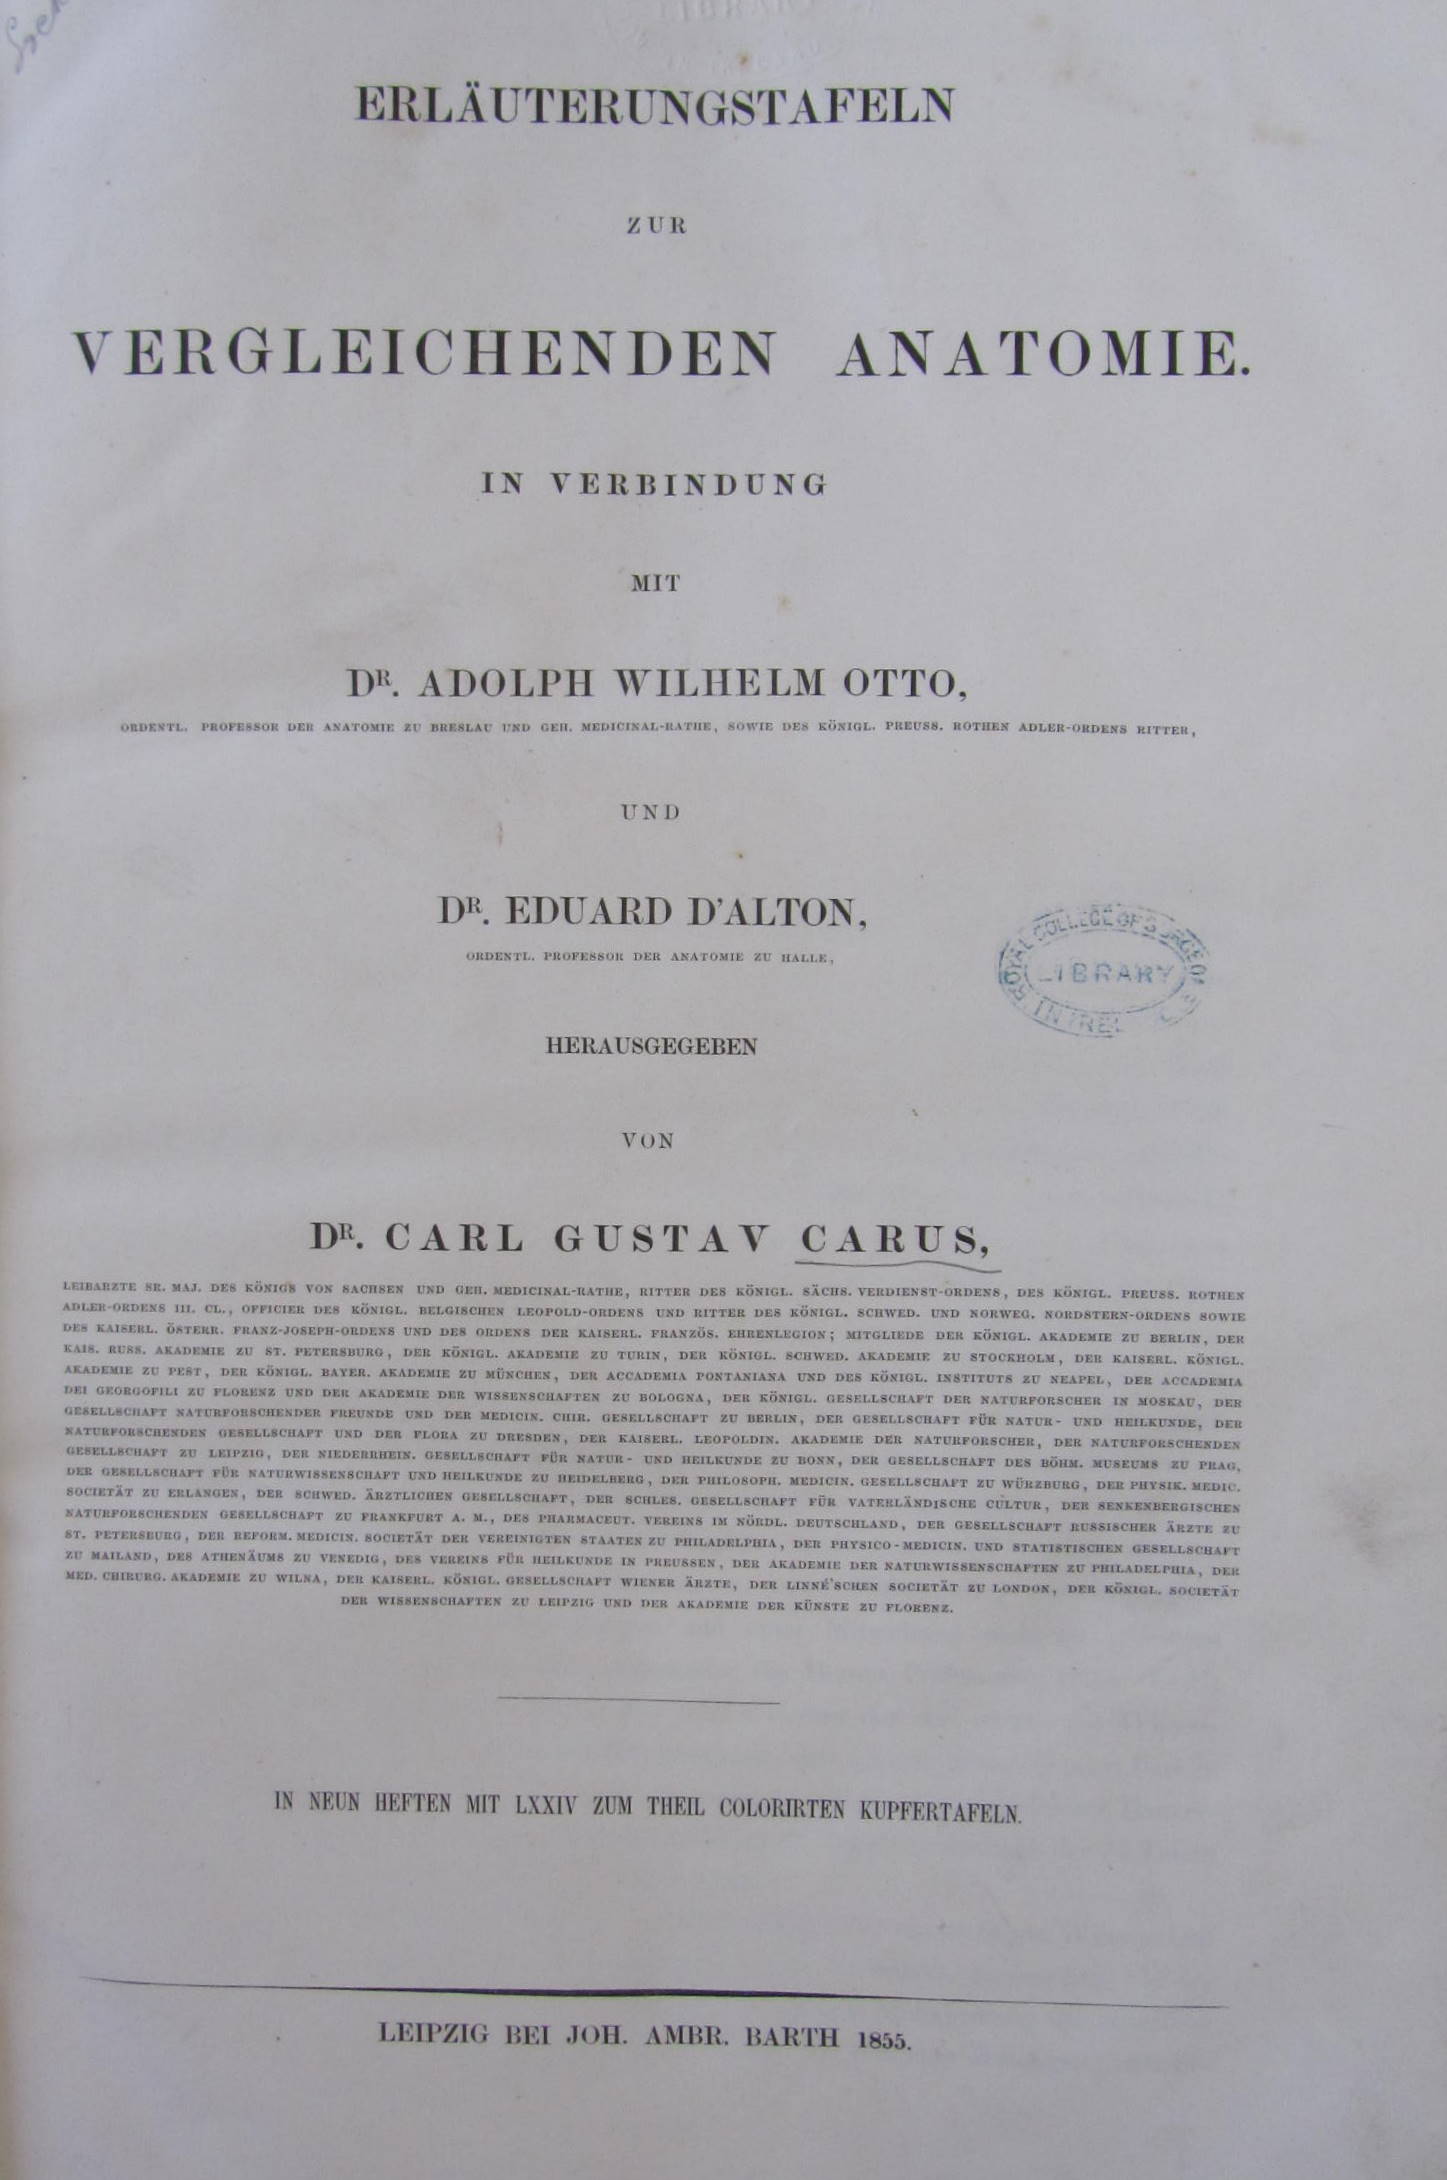 ERLÄUTERUNGSTAFELN
ZUR
VERGLEICHENDEN ANATOMIE.
IN VERBINDUNG
MIT
DR. ADOLPH WILHELM OTTO,
ORDENTL. PROFESSOR DER ANATOMIE ZU BRESLAU UND GEH. MEDICINAL-RATHE, SOWIE DES KÖNIGL. PREUSS. ROTHEN ADLER-ORDENS RITTER,
UND
DR. EDUARD D'ALTON,
ORDENTL. PROFESSOR DER ANATOMIE ZU HALLE,
ROYAL COLLEGE OF SURGEONS
LIBRARY
IN IREL
HERAUSGEGEBEN
VON
DR. CARL GUSTAV CARUS,
LEIBARZTE SR. MAJ. DES KÖNIGS VON SACHSEN UND GEH. MEDICINAL-RATHE, RITTER DES KÖNIGL. SÄCHS. VERDIENST-ORDENS, DES KÖNIGL. PREUSS. ROTHEN
ADLER-ORDENS III. CL., OFFICIER DES KÖNIGL. BELGISCHEN LEOPOLD-ORDENS UND RITTER DES KÖNIGL. SCHWED. UND NORWEG. NORDSTERN-ORDENS SOWIE
DES KAISERL. ÖSTERR. FRANZ-JOSEPH-ORDENS UND DES ORDENS DER KAISERL. FRANZÖS. EHRENLEGION; MITGLIEDE DER KÖNIGL. AKADEMIE ZU BERLIN, DER
KAIS. RUSS. AKADEMIE ZU ST. PETERSBURG, DER KÖNIGL. AKADEMIE ZU TURIN, DER KÖNIGL. SCHWED. AKADEMIE ZU STOCKHOLM, DER KAISERL. KÖNIGL.
AKADEMIE ZU PEST, DER KÖNIGL. BAYER. AKADEMIE ZU MÜNCHEN, DER ACCADEMIA PONTANIANA UND DES KÖNIGL. INSTITUTS ZU NEAPEL, DER ACCADEMIA
DEI GEORGOFILI ZU FLORENZ UND DER AKADEMIE DER WISSENSCHAFTEN ZU BOLOGNA, DER KÖNIGL. GESELLSCHAFT DER NATURFORSCHER IN MOSKAU, DER
GESELLSCHAFT NATURFORSCHENDER FREUNDE UND DER MEDICIN. CHIR. GESELLSCHAFT ZU BERLIN, DER GESELLSCHAFT FÜR NATUR- UND HEILKUNDE, DER
NATURFORSCHENDEN GESELLSCHAFT UND DER FLORA ZU DRESDEN, DER KAISERL. LEOPOLDIN. AKADEMIE DER NATURFORSCHER, DER NATURFORSCHENDEN
GESELLSCHAFT ZU LEIPZIG, DER NIEDERRHEIN. GESELLSCHAFT FÜR NATUR- UND HEILKUNDE ZU BONN, DER GESELLSCHAFT DES BÖHM. MUSEUMS ZU PRAG,
DER GESELLSCHAFT FÜR NATURWISSENSCHAFT UND HEILKUNDE ZU HEIDELBERG, DER PHILOSOPH. MEDICIN. GESELLSCHAFT ZU WÜRZBURG, DER PHYSIK. MEDIC.
SOCIETÄT ZU ERLANGEN, DER SCHWED. ÄRZTLICHEN GESELLSCHAFT, DER SCHLES. GESELLSCHAFT FÜR VATERLÄNDISCHE CULTUR, DER SENKENBERGISCHEN
NATURFORSCHENDEN GESELLSCHAFT ZU FRANKFURT A. M., DES PHARMACEUT. VEREINS IM NÖRDL. DEUTSCHLAND, DER GESELLSCHAFT RUSSISCHER ÄRZTE ZU
ST. PETERSBURG, DER REFORM. MEDICIN. SOCIETÄT DER VEREINIGTEN STAATEN ZU PHILADELPHIA, DER PHYSICO-MEDICIN. UND STATISTISCHEN GESELLSCHAFT
ZU MAILAND, DES ATHENÄUMS ZU VENEDIG, DES VEREINS FÜR HEILKUNDE IN PREUSSEN, DER AKADEMIE DER NATURWISSENSCHAFTEN ZU PHILADELPHIA, DER
MED. CHIRURG. AKADEMIE ZU WILNA, DER KAISERL. KÖNIGL. GESELLSCHAFT WIENER ÄRZTE, DER LINNÉ'SCHEN SOCIETÄT ZU LONDON, DER KÖNIGL. SOCIETÄT
DER WISSENSCHAFTEN ZU LEIPZIG UND DER AKADEMIE DER KÜNSTE ZU FLORENZ.
IN NEUN HEFTEN MIT LXXIV ZUM THEIL COLORIRTEN KUPFERTAFELN.
LEIPZIG BEI JOH. AMBR. BARTH 1855.